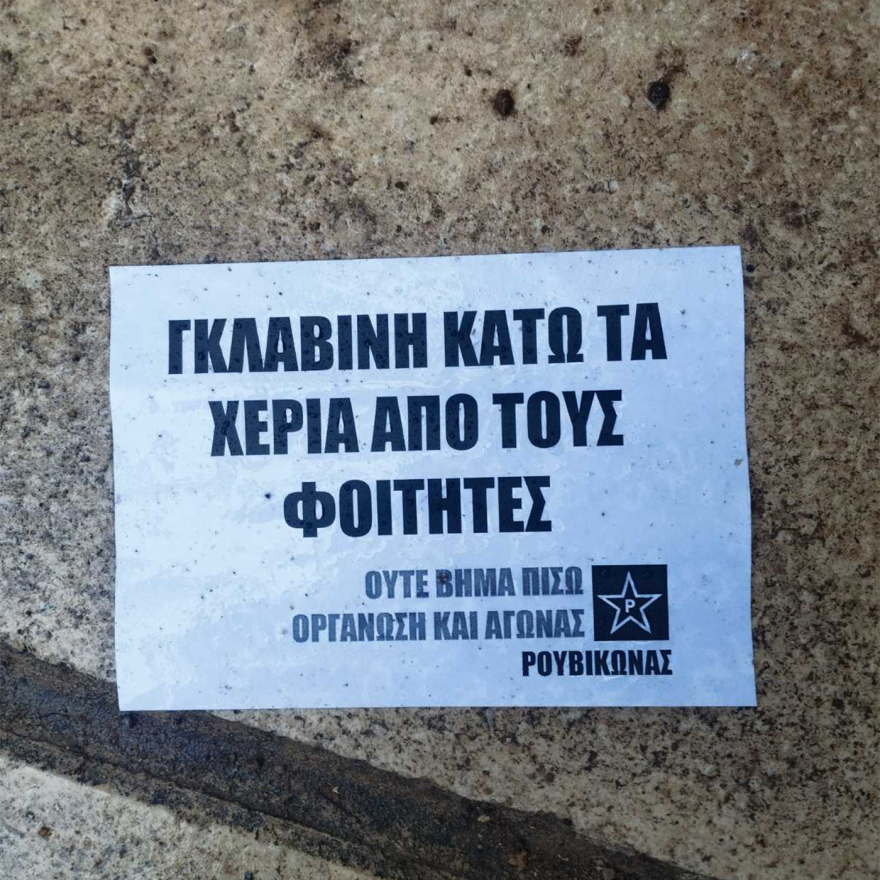 ΓΚΛΑΒΙΝΗ ΚΑΤΩ ΤΑ
ΧΕΡΙΑ ΑΠΟ ΤΟΥΣ
ΦΟΙΤΗΤΕΣ
ΟΥΤΕ ΒΗΜΑ ΠΙΣΩ
ΟΡΓΑΝΩΣΗ ΚΑΙ ΑΓΩΝΑΣ
Ρ
ΡΟΥΒΙΚΩΝΑΣ